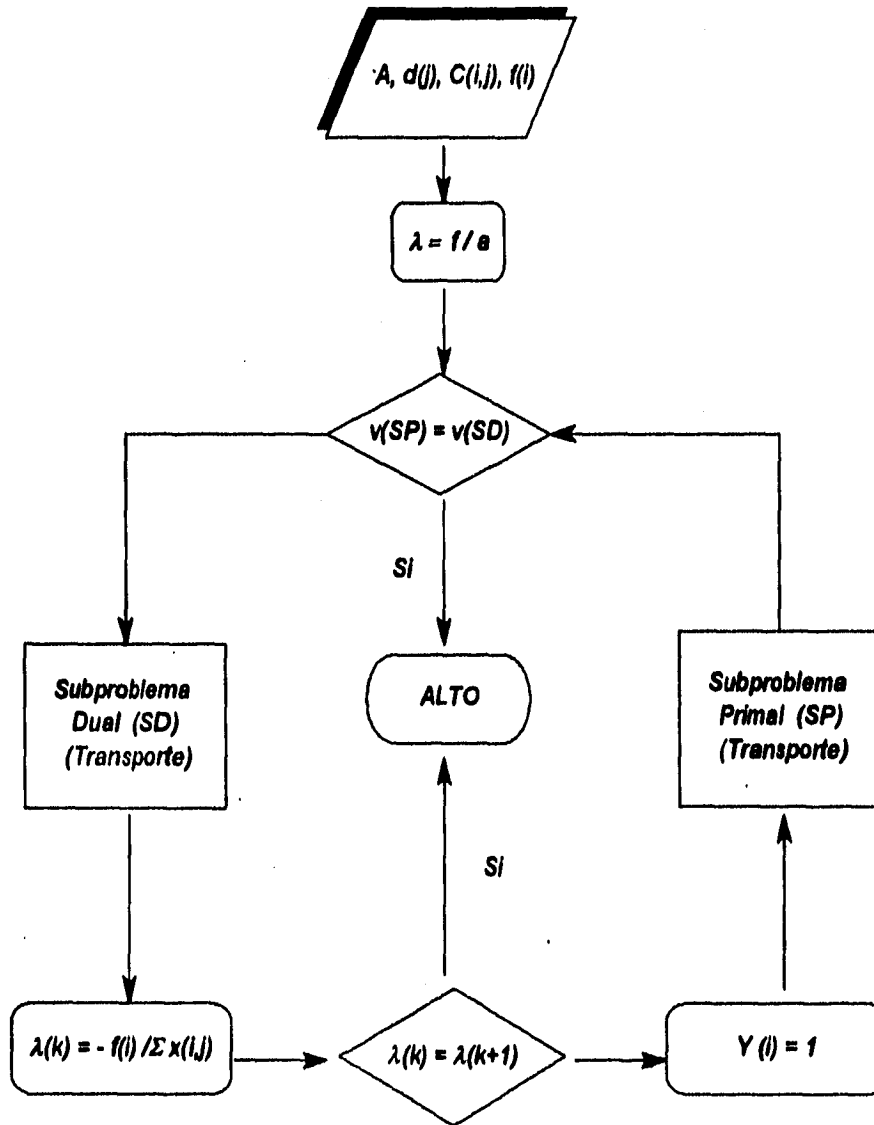 A, d(j), C(i,j), f(i)
λ = f / a
v(SP) = v(SD)
Si
Subproblema
Dual (SD)
(Transporte)
ALTO
Subproblema
Primal (SP)
(Transporte)
Si
λ(k) = - f(i) / Σ x(i,j)
λ(k) = λ(k+1)
Y (i) = 1